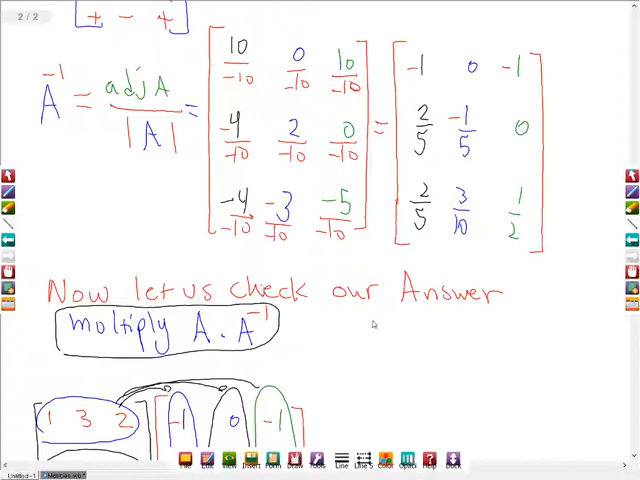 2 / 2
[+ - +]
A⁻¹ = adj A / |A| = [10/-10 0/-10 10/-10 = [-1 0 -1
-4/-10 2/-10 0/-10 2/5 -1/5 0
-4/-10 -3/-10 -5/-10] 2/5 3/10 1/2]
Now let us check our Answer
multiply A . A⁻¹
[1 3 2] [-1 0 -1]
File Edit View Insert Form Draw Tools Line Line S Color Opaci Help Dock
Untitled-1 Matricies.wb*